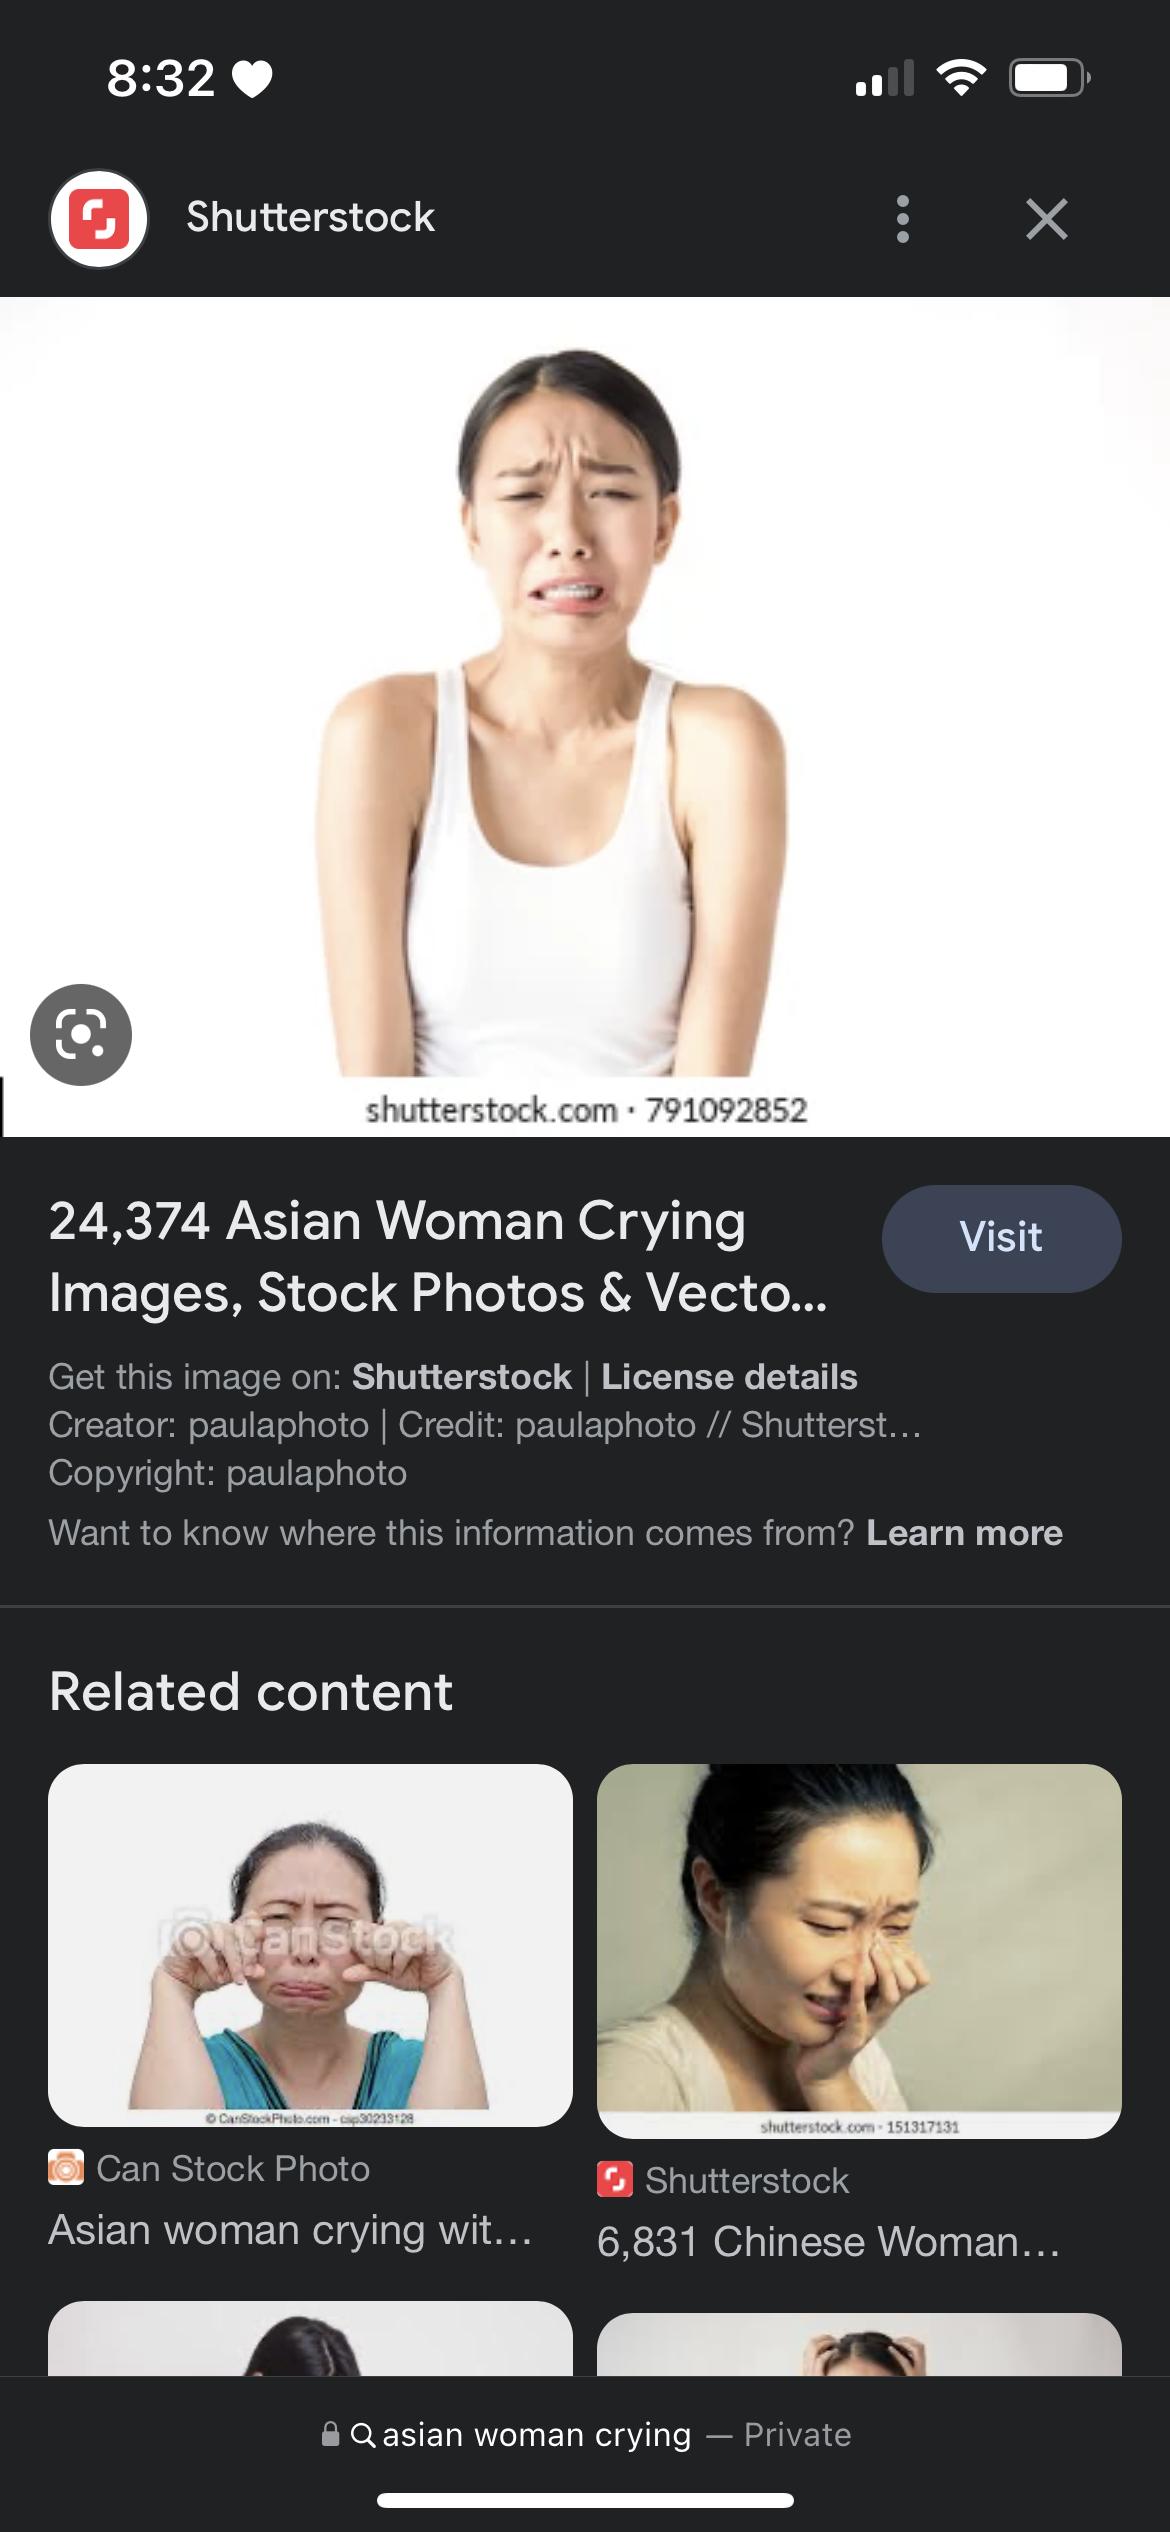 8:32
Shutterstock
shutterstock.com · 791092852
24,374 Asian Woman Crying
Images, Stock Photos & Vecto...
Visit
Get this image on: Shutterstock | License details
Creator: paulaphoto | Credit: paulaphoto // Shutterst...
Copyright: paulaphoto
Want to know where this information comes from? Learn more
Related content
CanStock
© CanStockPhoto.com - csp30233128
shutterstock.com · 151317131
Can Stock Photo
Asian woman crying wit...
Shutterstock
6,831 Chinese Woman...
asian woman crying — Private